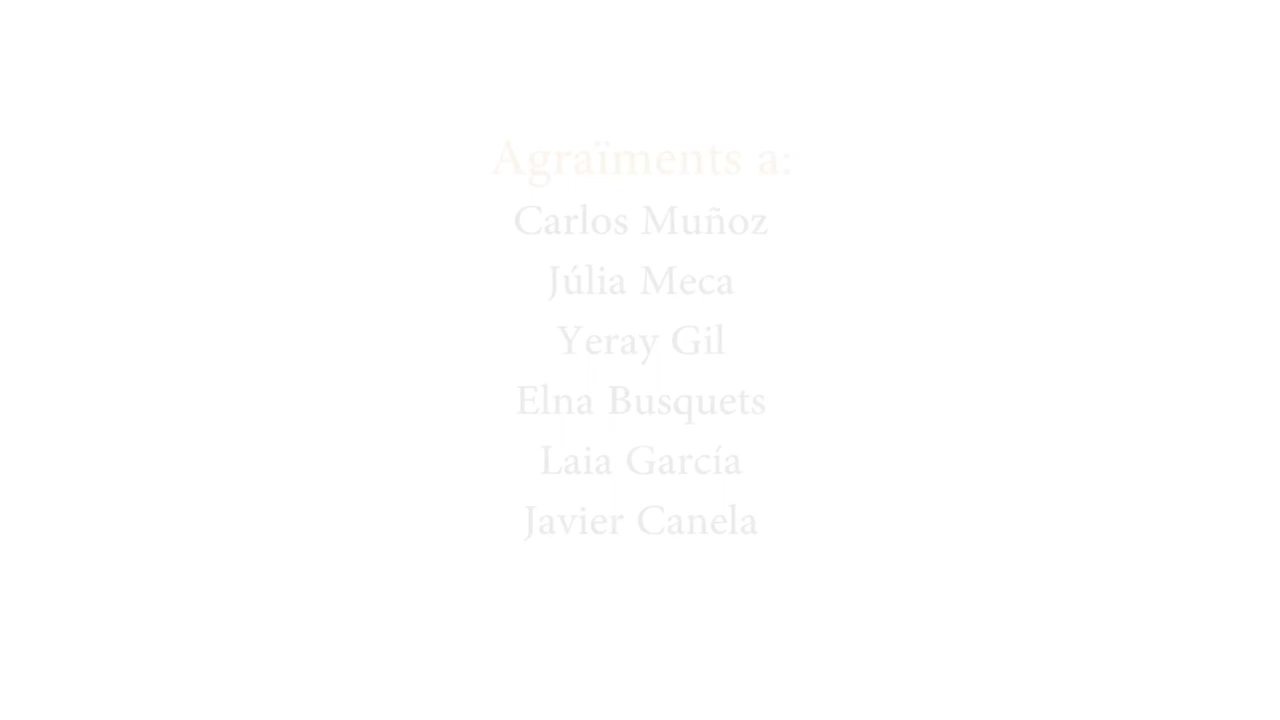 Agraïments a:
Carlos Muñoz
Júlia Meca
Yeray Gil
Elna Busquets
Laia García
Javier Canela